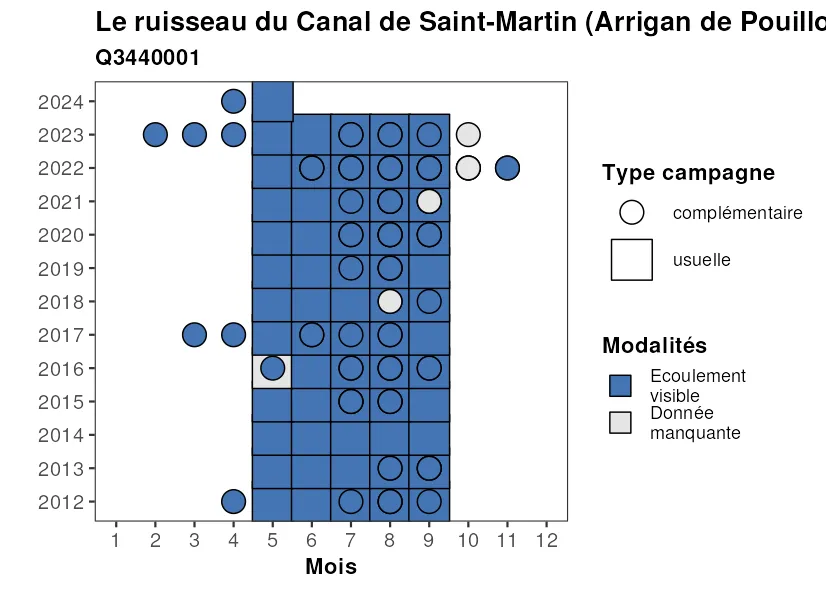 Le ruisseau du Canal de Saint-Martin (Arrigan de Pouillo
Q3440001
2024
2023
2022
2021
2020
2019
2018
2017
2016
2015
2014
2013
2012
1 2 3 4 5 6 7 8 9 10 11 12
Mois
Type campagne
complémentaire
usuelle
Modalités
Ecoulement
visible
Donnée
manquante